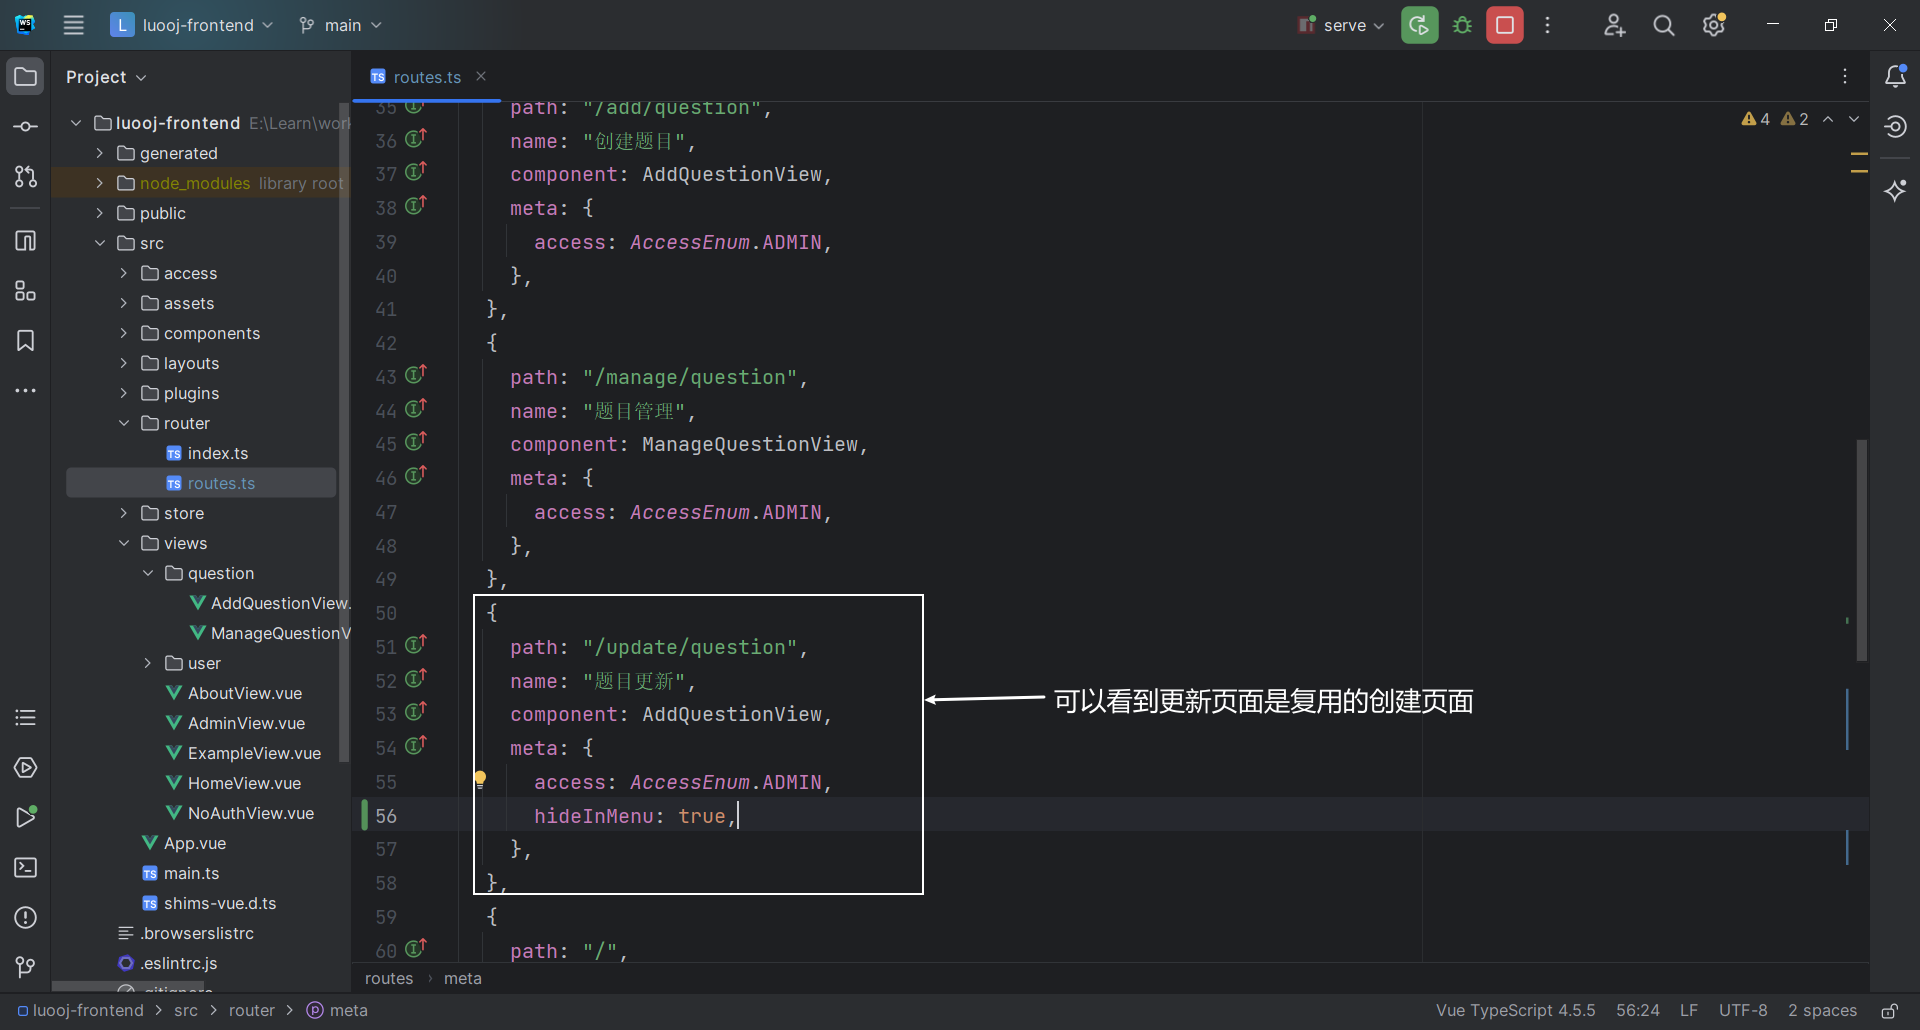 L luooj-frontend main serve
Project
routes.ts
luooj-frontend E:\Learn\work
generated
node_modules library root
public
src
access
assets
components
layouts
plugins
router
index.ts
routes.ts
store
views
question
AddQuestionView.
ManageQuestionV
user
AboutView.vue
AdminView.vue
ExampleView.vue
HomeView.vue
NoAuthView.vue
App.vue
main.ts
shims-vue.d.ts
.browserslistrc
.eslintrc.js
.gitignore
4 2
35 path: "/add/question",
36 name: "创建题目",
37 component: AddQuestionView,
38 meta: {
39 access: AccessEnum.ADMIN,
40 },
41 },
42 {
43 path: "/manage/question",
44 name: "题目管理",
45 component: ManageQuestionView,
46 meta: {
47 access: AccessEnum.ADMIN,
48 },
49 },
50 {
51 path: "/update/question",
52 name: "题目更新",
53 component: AddQuestionView,
54 meta: {
55 access: AccessEnum.ADMIN,
56 hideInMenu: true,
57 },
58 },
59 {
60 path: "/",
可以看到更新页面是复用的创建页面
routes › meta
luooj-frontend > src > router > meta
Vue TypeScript 4.5.5 56:24 LF UTF-8 2 spaces